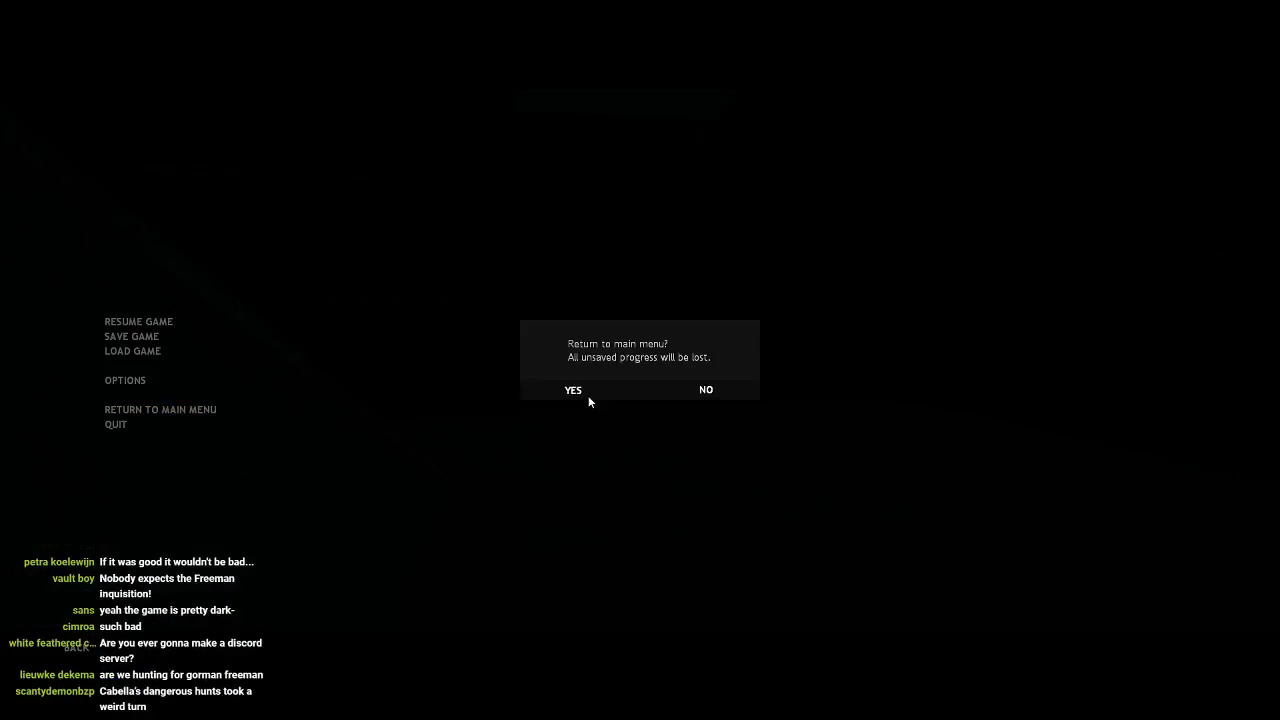 RESUME GAME
SAVE GAME
LOAD GAME
OPTIONS
RETURN TO MAIN MENU
QUIT
Return to main menu?
All unsaved progress will be lost.
YES NO
petra koelewijn If it was good it wouldn't be bad...
vault boy Nobody expects the Freeman
inquisition!
sans yeah the game is pretty dark-
cimroa such bad
white feathered c... Are you ever gonna make a discord
BACK
server?
lieuwke dekema are we hunting for gorman freeman
scantydemonbzp Cabella's dangerous hunts took a
weird turn